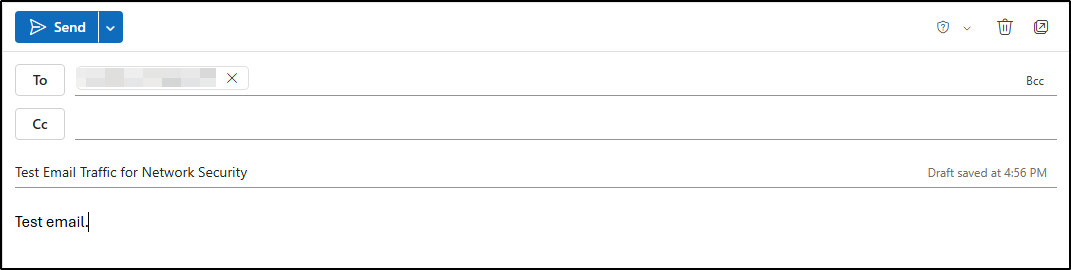 Send
To
Bcc
Cc
Test Email Traffic for Network Security Draft saved at 4:56 PM
Test email.